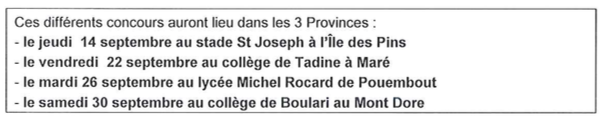 Ces différents concours auront lieu dans les 3 Provinces :
- le jeudi 14 septembre au stade St Joseph à l'Île des Pins
- le vendredi 22 septembre au collège de Tadine à Maré
- le mardi 26 septembre au lycée Michel Rocard de Pouembout
- le samedi 30 septembre au collège de Boulari au Mont Dore